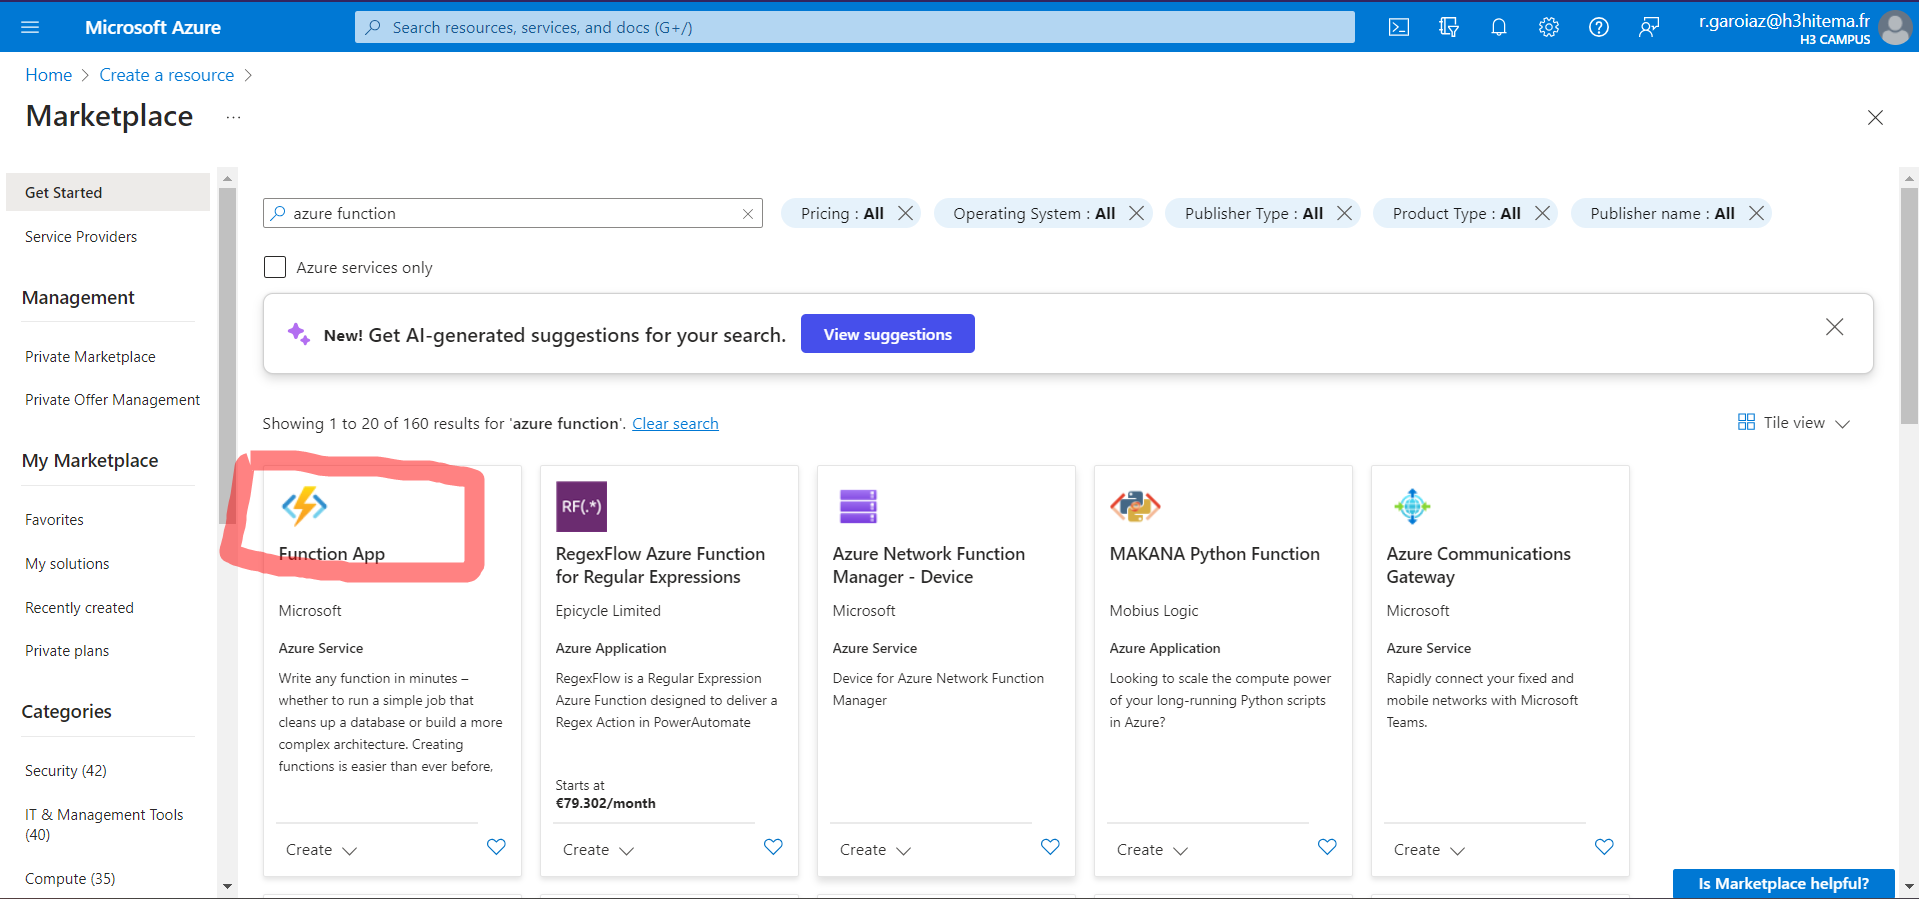 Microsoft Azure
Search resources, services, and docs (G+/)
r.garoiaz@h3hitema.fr
H3 CAMPUS
Home > Create a resource >
Marketplace ...
Get Started
Service Providers
Management
Private Marketplace
Private Offer Management
My Marketplace
Favorites
My solutions
Recently created
Private plans
Categories
Security (42)
IT & Management Tools
(40)
Compute (35)
azure function
Pricing : All
Operating System : All
Publisher Type : All
Product Type : All
Publisher name : All
Azure services only
New! Get AI-generated suggestions for your search.
View suggestions
Showing 1 to 20 of 160 results for 'azure function'. Clear search
Tile view
Function App
Microsoft
Azure Service
Write any function in minutes –
whether to run a simple job that
cleans up a database or build a more
complex architecture. Creating
functions is easier than ever before,
Create
RF(.*)
RegexFlow Azure Function
for Regular Expressions
Epicycle Limited
Azure Application
RegexFlow is a Regular Expression
Azure Function designed to deliver a
Regex Action in PowerAutomate
Starts at
€79.302/month
Create
Azure Network Function
Manager - Device
Microsoft
Azure Service
Device for Azure Network Function
Manager
Create
MAKANA Python Function
Mobius Logic
Azure Application
Looking to scale the compute power
of your long-running Python scripts
in Azure?
Create
Azure Communications
Gateway
Microsoft
Azure Service
Rapidly connect your fixed and
mobile networks with Microsoft
Teams.
Create
Is Marketplace helpful?